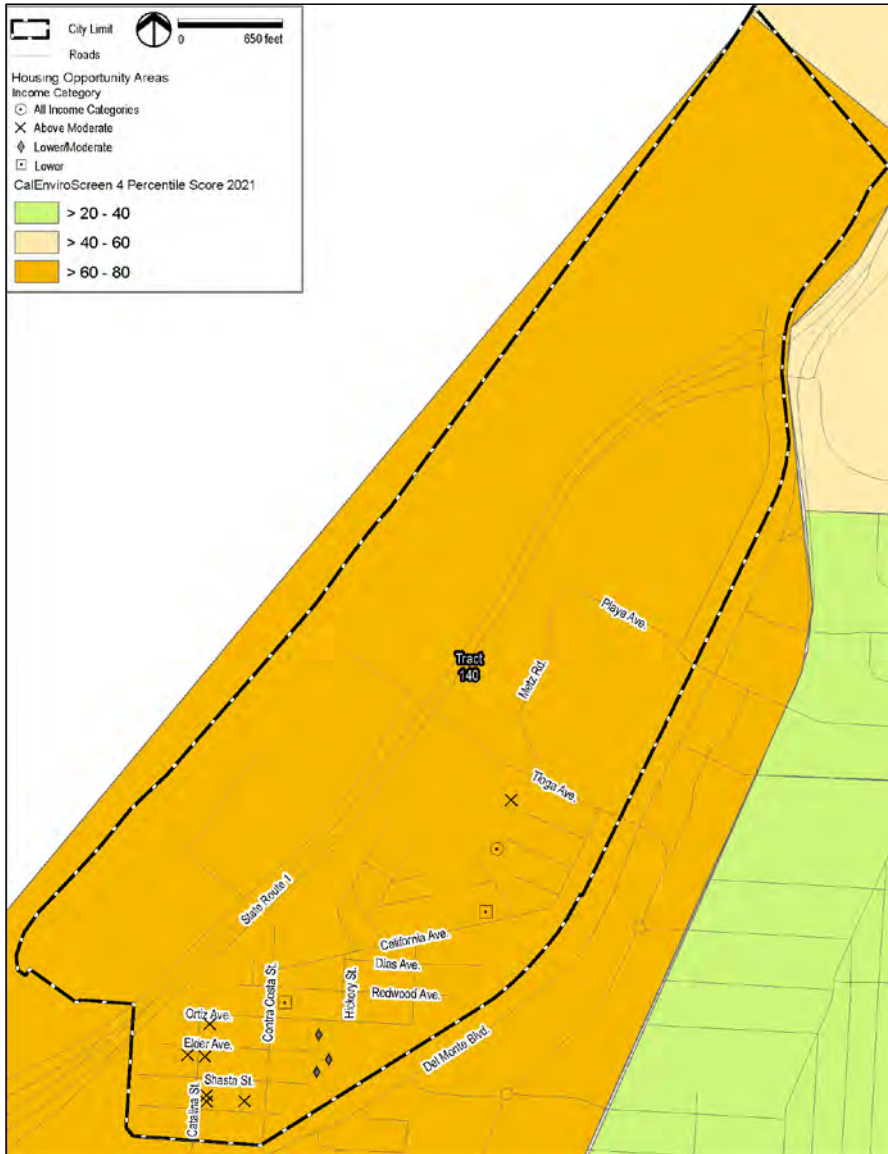 City Limit
0 650 feet
Roads
Housing Opportunity Areas
Income Category
All Income Categories
Above Moderate
Lower/Moderate
Lower
CalEnviroScreen 4 Percentile Score 2021
> 20 - 40
> 40 - 60
> 60 - 80
Playa Ave.
Tract
140
Metz Rd.
Tioga Ave.
State Route 1
California Ave.
Dias Ave.
Contra Costa St.
Hickory St.
Redwood Ave.
Ortiz Ave.
Elder Ave.
Del Monte Blvd.
Shasta St.
Catalina St.